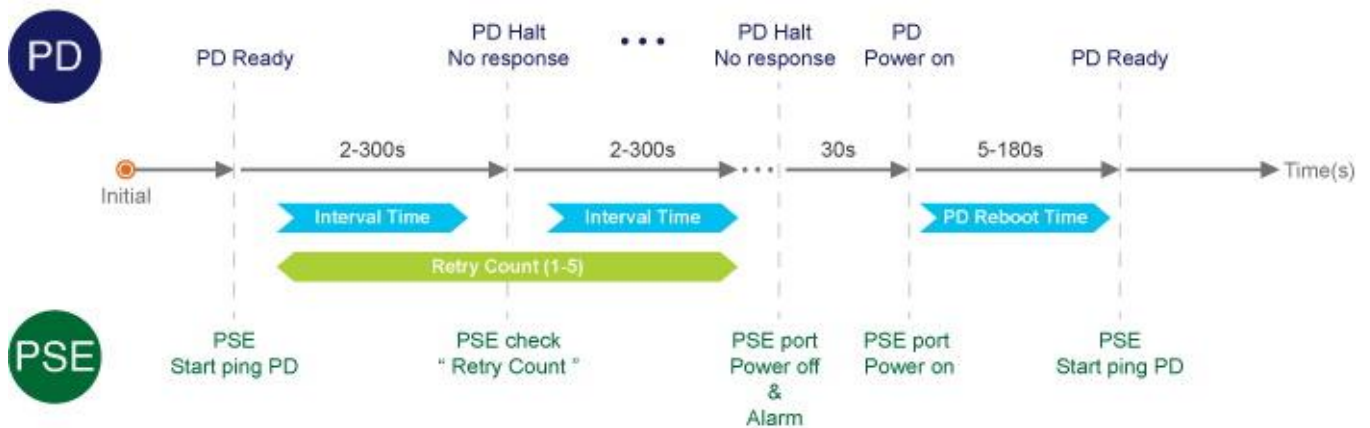 PD
PD Ready
PD Halt
No response
• • •
PD Halt
No response
PD
Power on
PD Ready
2-300s
2-300s
30s
5-180s
Time(s)
Initial
Interval Time
Interval Time
PD Reboot Time
Retry Count (1-5)
PSE
PSE
Start ping PD
PSE check
“ Retry Count ”
PSE port
Power off
&
Alarm
PSE port
Power on
PSE
Start ping PD